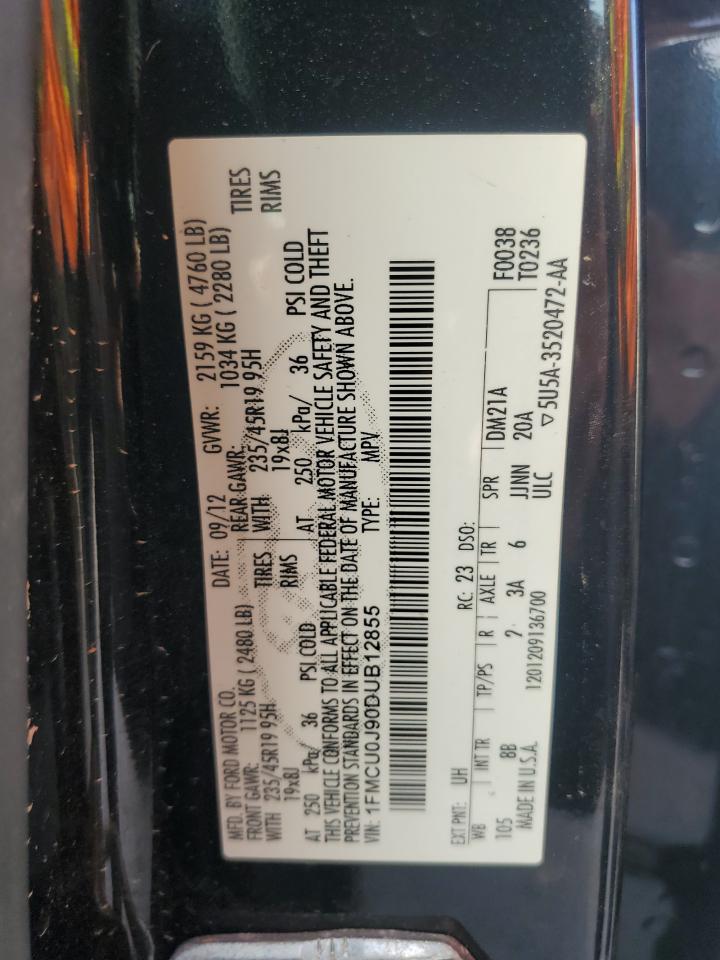 MFD. BY FORD MOTOR CO.
DATE: 09/12 GVWR: 2159 KG ( 4760 LB)
FRONT GAWR: 1125 KG ( 2480 LB) REAR GAWR: 1034 KG ( 2280 LB)
WITH 235/45R19 95H TIRES WITH 235/45R19 95H TIRES
19x8J RIMS 19x8J RIMS
AT 250 kPa/ 36 PSI COLD AT 250 kPa/ 36 PSI COLD
THIS VEHICLE CONFORMS TO ALL APPLICABLE FEDERAL MOTOR VEHICLE SAFETY AND THEFT
PREVENTION STANDARDS IN EFFECT ON THE DATE OF MANUFACTURE SHOWN ABOVE.
VIN: 1FMCU0J90DUB12855 TYPE: MPV
EXT PNT: UH RC: 23 DSO: F0038
WB INT TR TP/PS R AXLE TR SPR DM21A T0236
105 8B 2 3A 6 JJNN 20A
MADE IN U.S.A. 1201209136700 ULC ▽5U5A-3520472-AA